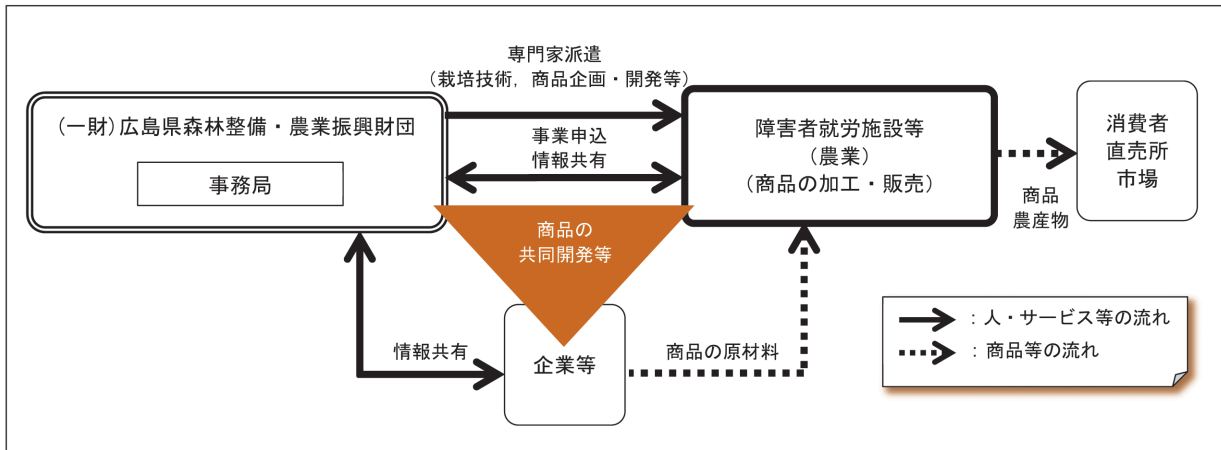 専門家派遣
（栽培技術，商品企画・開発等）
(一財)広島県森林整備・農業振興財団
事務局
事業申込
情報共有
障害者就労施設等
（農業）
（商品の加工・販売）
消費者
直売所
市場
商品
農産物
商品の
共同開発等
情報共有
企業等
商品の原材料
：人・サービス等の流れ
：商品等の流れ